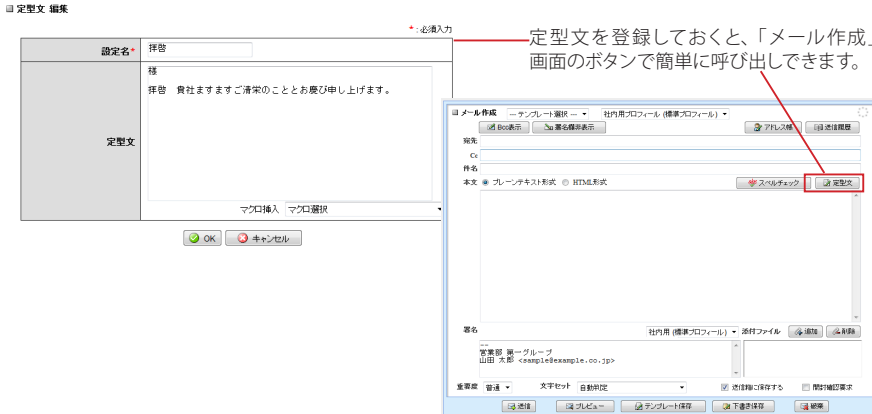 定型文 編集
*：必須入力
設定名*
拝啓
定型文
様
拝啓　貴社ますますご清栄のこととお慶び申し上げます。
マクロ挿入 マクロ選択
OK キャンセル
定型文を登録しておくと、「メール作成」
画面のボタンで簡単に呼び出しできます。
メール作成 --- テンプレート選択 --- 社内用プロフィール (標準プロフィール)
Bcc表示 署名欄非表示 アドレス帳 送信履歴
宛先
Cc
件名
本文 プレーンテキスト形式 HTML形式 スペルチェック 定型文
署名 社内用 (標準プロフィール) 添付ファイル 追加 削除
--
営業部 第一グループ
山田 太郎 <sample@example.co.jp>
重要度 普通 文字セット 自動判定 送信箱に保存する 開封確認要求
送信 プレビュー テンプレート保存 下書き保存 破棄